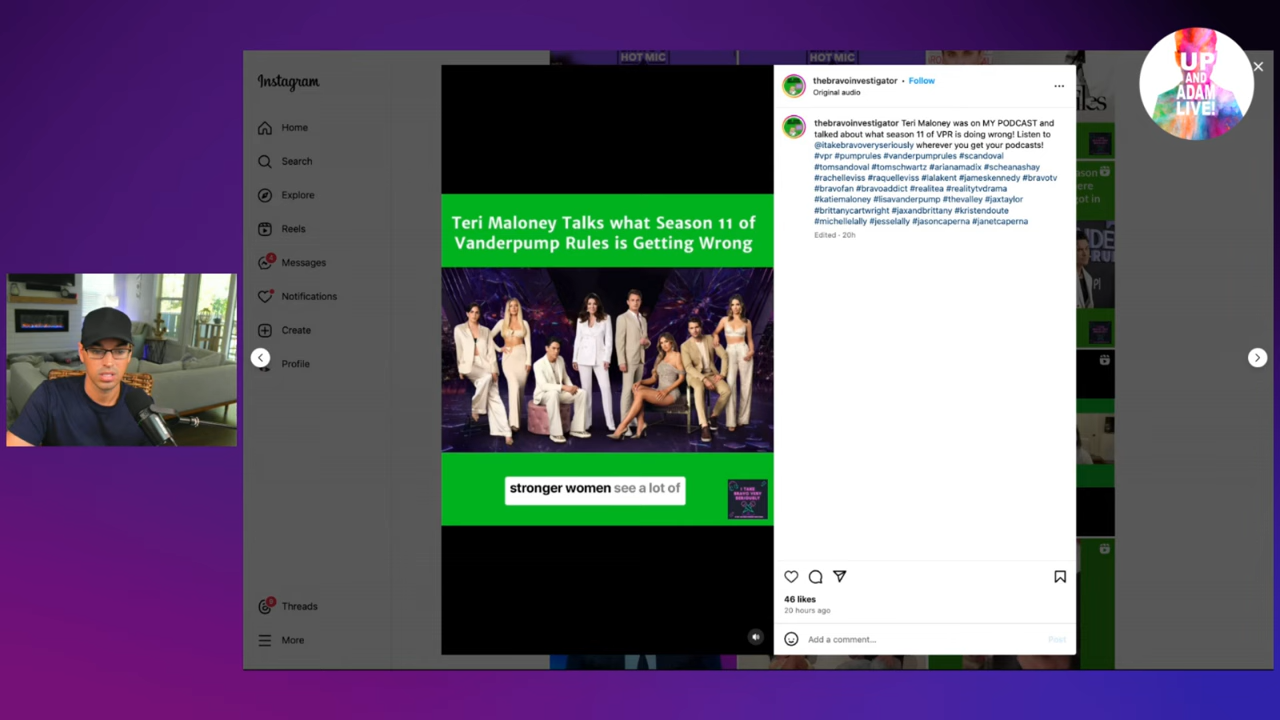 HOT MIC
HOT MIC
UP
AND
ADAM
LIVE!
Instagram
Home
Search
Explore
Reels
4
Messages
Notifications
Create
Profile
Threads
More
Teri Maloney Talks what Season 11 of
Vanderpump Rules is Getting Wrong
stronger women see a lot of
I TAKE
BRAVO VERY
SERIOUSLY
thebravoinvestigator • Follow
Original audio
thebravoinvestigator Teri Maloney was on MY PODCAST and
talked about what season 11 of VPR is doing wrong! Listen to
@itakebravoveryseriously wherever you get your podcasts!
#vpr #pumprules #vanderpumprules #scandoval
#tomsandoval #tomschwartz #arianamadix #scheanashay
#rachelleviss #raquelleviss #lalakent #jameskennedy #bravotv
#bravofan #bravoaddict #realitea #realitytvdrama
#katiemaloney #lisavanderpump #thevalley #jaxtaylor
#brittanycartwright #jaxandbrittany #kristendoute
#michellelally #jesselally #jasoncaperna #janetcaperna
Edited · 20h
46 likes
20 hours ago
Add a comment...
Post